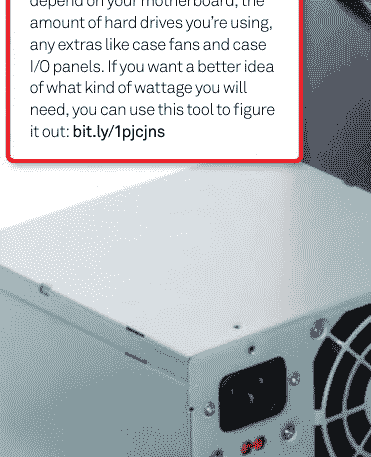 depend on your motherboard, the
amount of hard drives you're using,
any extras like case fans and case
I/O panels. If you want a better idea
of what kind of wattage you will
need, you can use this tool to figure
it out: bit.ly/1pjcjns